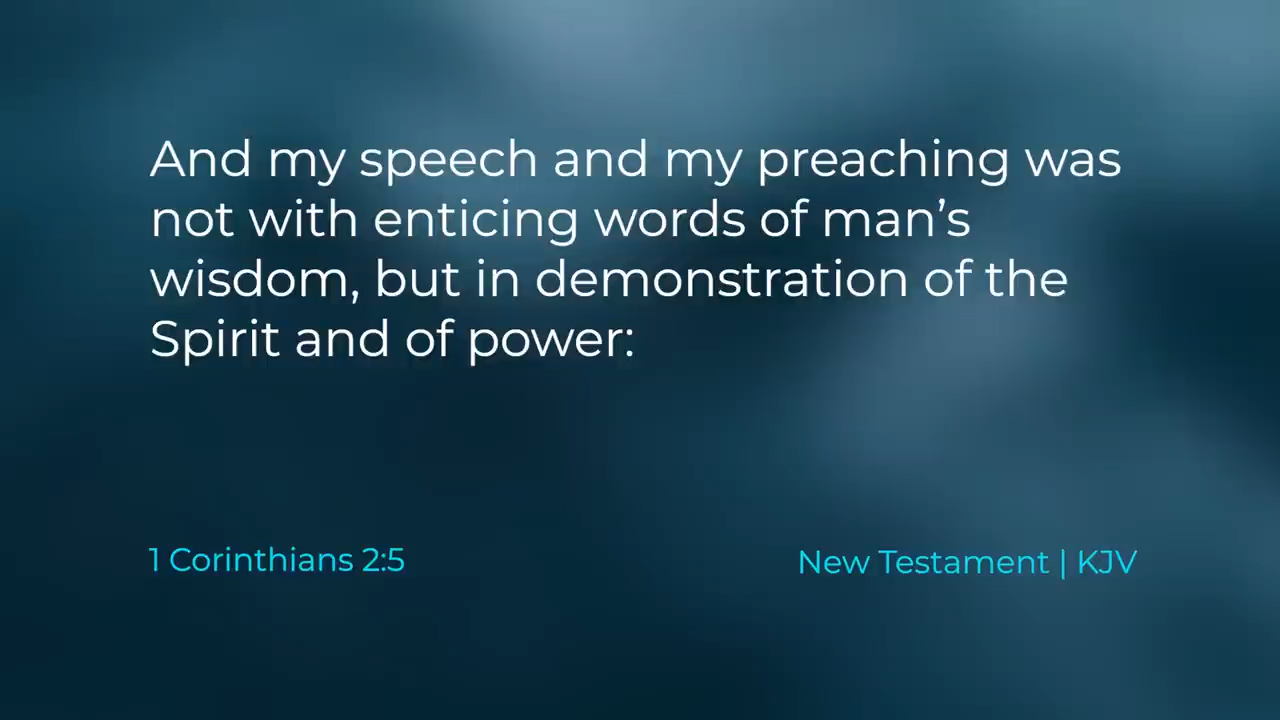 And my speech and my preaching was
not with enticing words of man’s
wisdom, but in demonstration of the
Spirit and of power:
1 Corinthians 2:5
New Testament | KJV